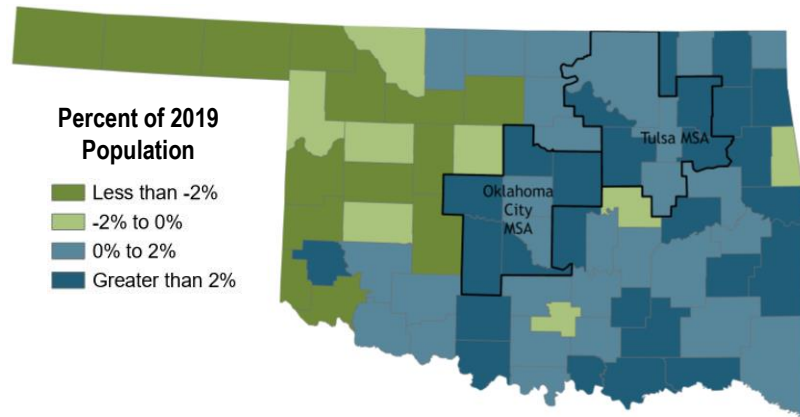 Percent of 2019
Population
Less than -2%
-2% to 0%
0% to 2%
Greater than 2%
Tulsa MSA
Oklahoma
City
MSA